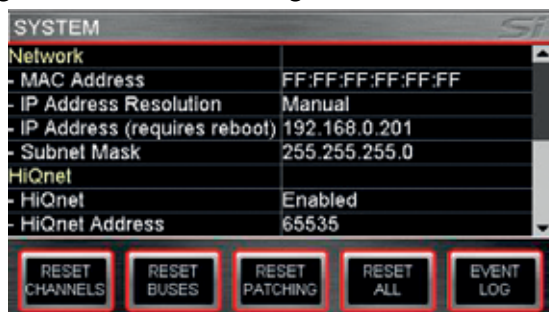 SYSTEM Si
Network
- MAC Address FF:FF:FF:FF:FF:FF
- IP Address Resolution Manual
- IP Address (requires reboot) 192.168.0.201
- Subnet Mask 255.255.255.0
HiQnet
- HiQnet Enabled
- HiQnet Address 65535
RESET CHANNELS RESET BUSES RESET PATCHING RESET ALL EVENT LOG